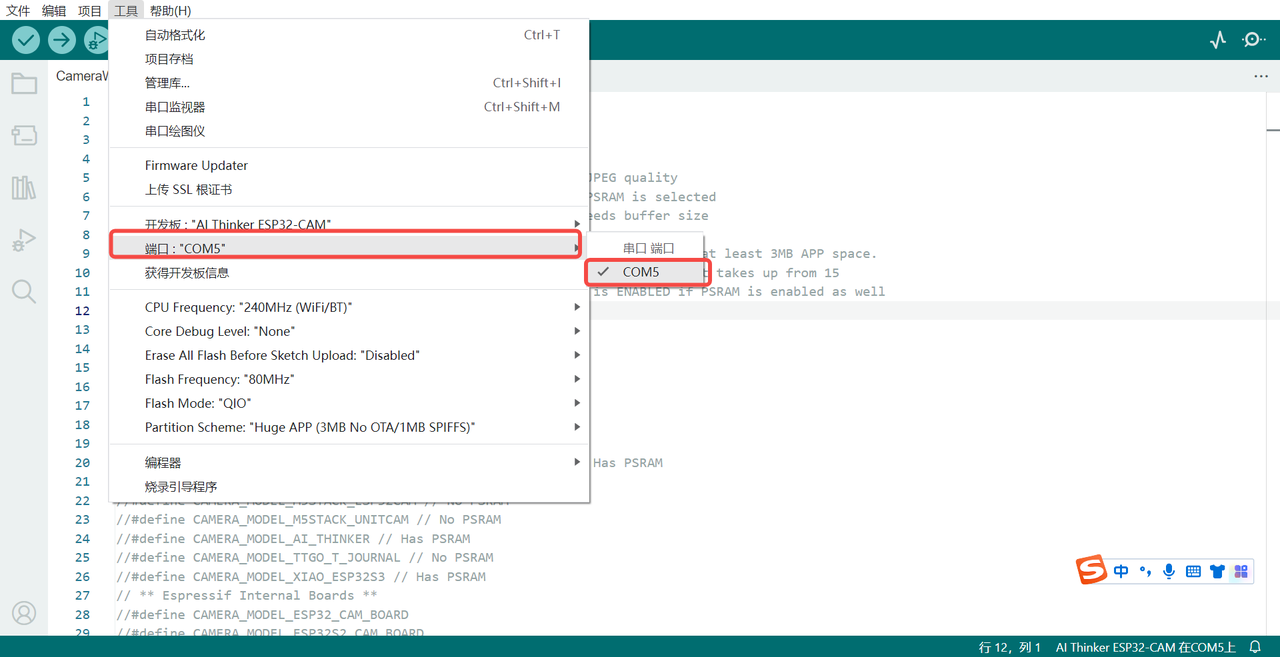 文件 编辑 项目 工具 帮助(H)
自动格式化 Ctrl+T
项目存档
管理库... Ctrl+Shift+I
串口监视器 Ctrl+Shift+M
串口绘图仪
Firmware Updater
上传 SSL 根证书
开发板 : "AI Thinker ESP32-CAM"
端口 : "COM5"
获得开发板信息
CPU Frequency: "240MHz (WiFi/BT)"
Core Debug Level: "None"
Erase All Flash Before Sketch Upload: "Disabled"
Flash Frequency: "80MHz"
Flash Mode: "QIO"
Partition Scheme: "Huge APP (3MB No OTA/1MB SPIFFS)"
编程器
烧录引导程序
串口 端口
COM5
1
2
3
4
5 JPEG quality
6 PSRAM is selected
7 buffer size
8
9 at least 3MB APP space.
10 takes up from 15
11 is ENABLED if PSRAM is enabled as well
12
13
14
15
16
17
18
19
20 Has PSRAM
21
22 //#define CAMERA_MODEL_M5STACK_ESP32CAM // No PSRAM
23 //#define CAMERA_MODEL_M5STACK_UNITCAM // No PSRAM
24 //#define CAMERA_MODEL_AI_THINKER // Has PSRAM
25 //#define CAMERA_MODEL_TTGO_T_JOURNAL // No PSRAM
26 //#define CAMERA_MODEL_XIAO_ESP32S3 // Has PSRAM
27 // ** Espressif Internal Boards **
28 //#define CAMERA_MODEL_ESP32_CAM_BOARD
29 //#define CAMERA_MODEL_ESP32S2_CAM_BOARD
中
行 12，列 1 AI Thinker ESP32-CAM 在COM5上